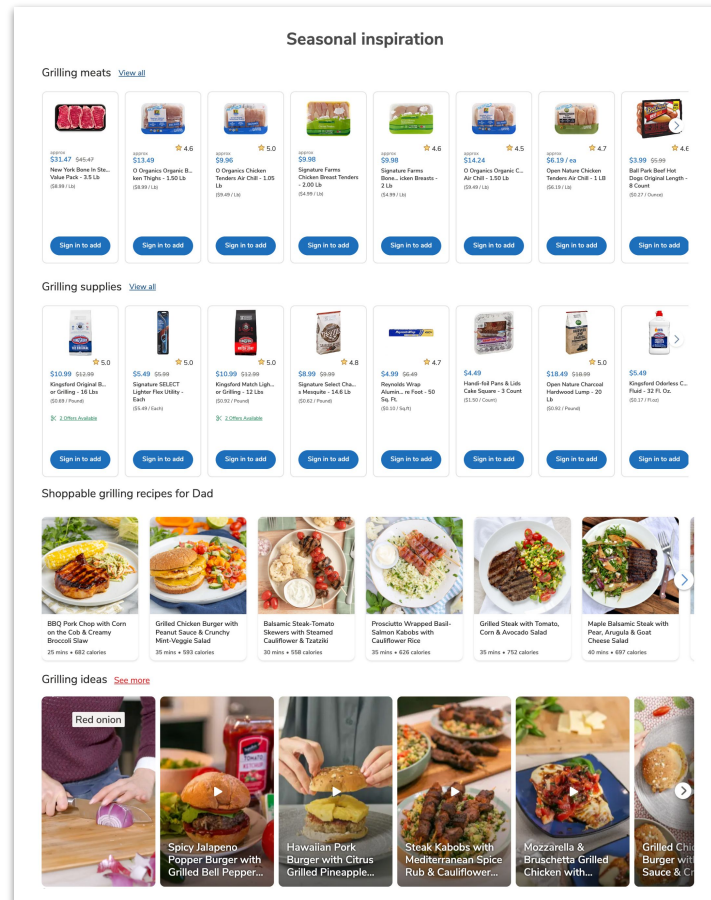 Seasonal inspiration
Grilling meats View all
approx
$31.47 $45.47
New York Bone In Ste...
Value Pack - 3.5 Lb
($8.99 / Lb)
Sign in to add
4.6
approx
$13.49
O Organics Organic B...
ken Thighs - 1.50 Lb
($8.99 / Lb)
Sign in to add
5.0
approx
$9.96
O Organics Chicken
Tenders Air Chill - 1.05
Lb
($9.49 / Lb)
Sign in to add
approx
$9.98
Signature Farms
Chicken Breast Tenders
- 2.00 Lb
($4.99 / Lb)
Sign in to add
4.6
approx
$9.98
Signature Farms
Bone... icken Breasts -
2 Lb
($4.99 / Lb)
Sign in to add
4.5
approx
$14.24
O Organics Organic C...
Air Chill - 1.50 Lb
($9.49 / Lb)
Sign in to add
4.7
approx
$6.19 / ea
Open Nature Chicken
Tenders Air Chill - 1 LB
($6.19 / Lb)
Sign in to add
4.6
$3.99 $5.99
Ball Park Beef Hot
Dogs Original Length -
8 Count
($0.27 / Ounce)
Sign in to add
Grilling supplies View all
5.0
$10.99 $12.99
Kingsford Original B...
or Grilling - 16 Lbs
($0.69 / Pound)
2 Offers Available
Sign in to add
5.0
$5.49 $5.99
Signature SELECT
Lighter Flex Utility -
Each
($5.49 / Each)
Sign in to add
5.0
$10.99 $12.99
Kingsford Match Ligh...
or Grilling - 12 Lbs
($0.92 / Pound)
2 Offers Available
Sign in to add
4.8
$8.99 $9.99
Signature Select Cha...
s Mesquite - 14.6 Lb
($0.62 / Pound)
Sign in to add
4.7
$4.99 $6.49
Reynolds Wrap
Alumin... re Foot - 50
Sq. Ft.
($0.10 / Sq.ft)
Sign in to add
$4.49
Handi-foil Pans & Lids
Cake Square - 3 Count
($1.50 / Count)
Sign in to add
5.0
$18.49 $18.99
Open Nature Charcoal
Hardwood Lump - 20
Lb
($0.92 / Pound)
Sign in to add
$5.49
Kingsford Odorless C...
Fluid - 32 Fl. Oz.
($0.17 / Fl.oz)
Sign in to add
Shoppable grilling recipes for Dad
BBQ Pork Chop with Corn
on the Cob & Creamy
Broccoli Slaw
25 mins • 682 calories
Grilled Chicken Burger with
Peanut Sauce & Crunchy
Mint-Veggie Salad
35 mins • 593 calories
Balsamic Steak-Tomato
Skewers with Steamed
Cauliflower & Tzatziki
30 mins • 558 calories
Prosciutto Wrapped Basil-
Salmon Kabobs with
Cauliflower Rice
35 mins • 626 calories
Grilled Steak with Tomato,
Corn & Avocado Salad
35 mins • 752 calories
Maple Balsamic Steak with
Pear, Arugula & Goat
Cheese Salad
40 mins • 697 calories
Grilling ideas See more
Red onion
TOMATO
KETCHUP
Spicy Jalapeno
Popper Burger with
Grilled Bell Pepper...
Hawaiian Pork
Burger with Citrus
Grilled Pineapple...
Steak Kabobs with
Mediterranean Spice
Rub & Cauliflower...
Mozzarella &
Bruschetta Grilled
Chicken with...
Grilled Chic
Burger wit
Sauce & Cr